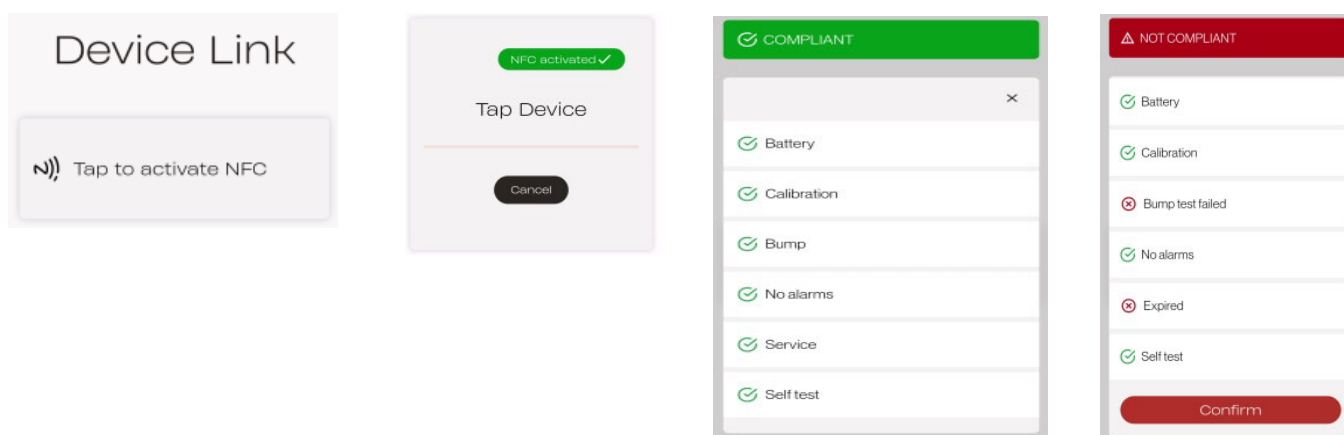 Device Link
Tap to activate NFC
NFC activated
Tap Device
Cancel
COMPLIANT
Battery
Calibration
Bump
No alarms
Service
Self test
NOT COMPLIANT
Battery
Calibration
Bump test failed
No alarms
Expired
Self test
Confirm